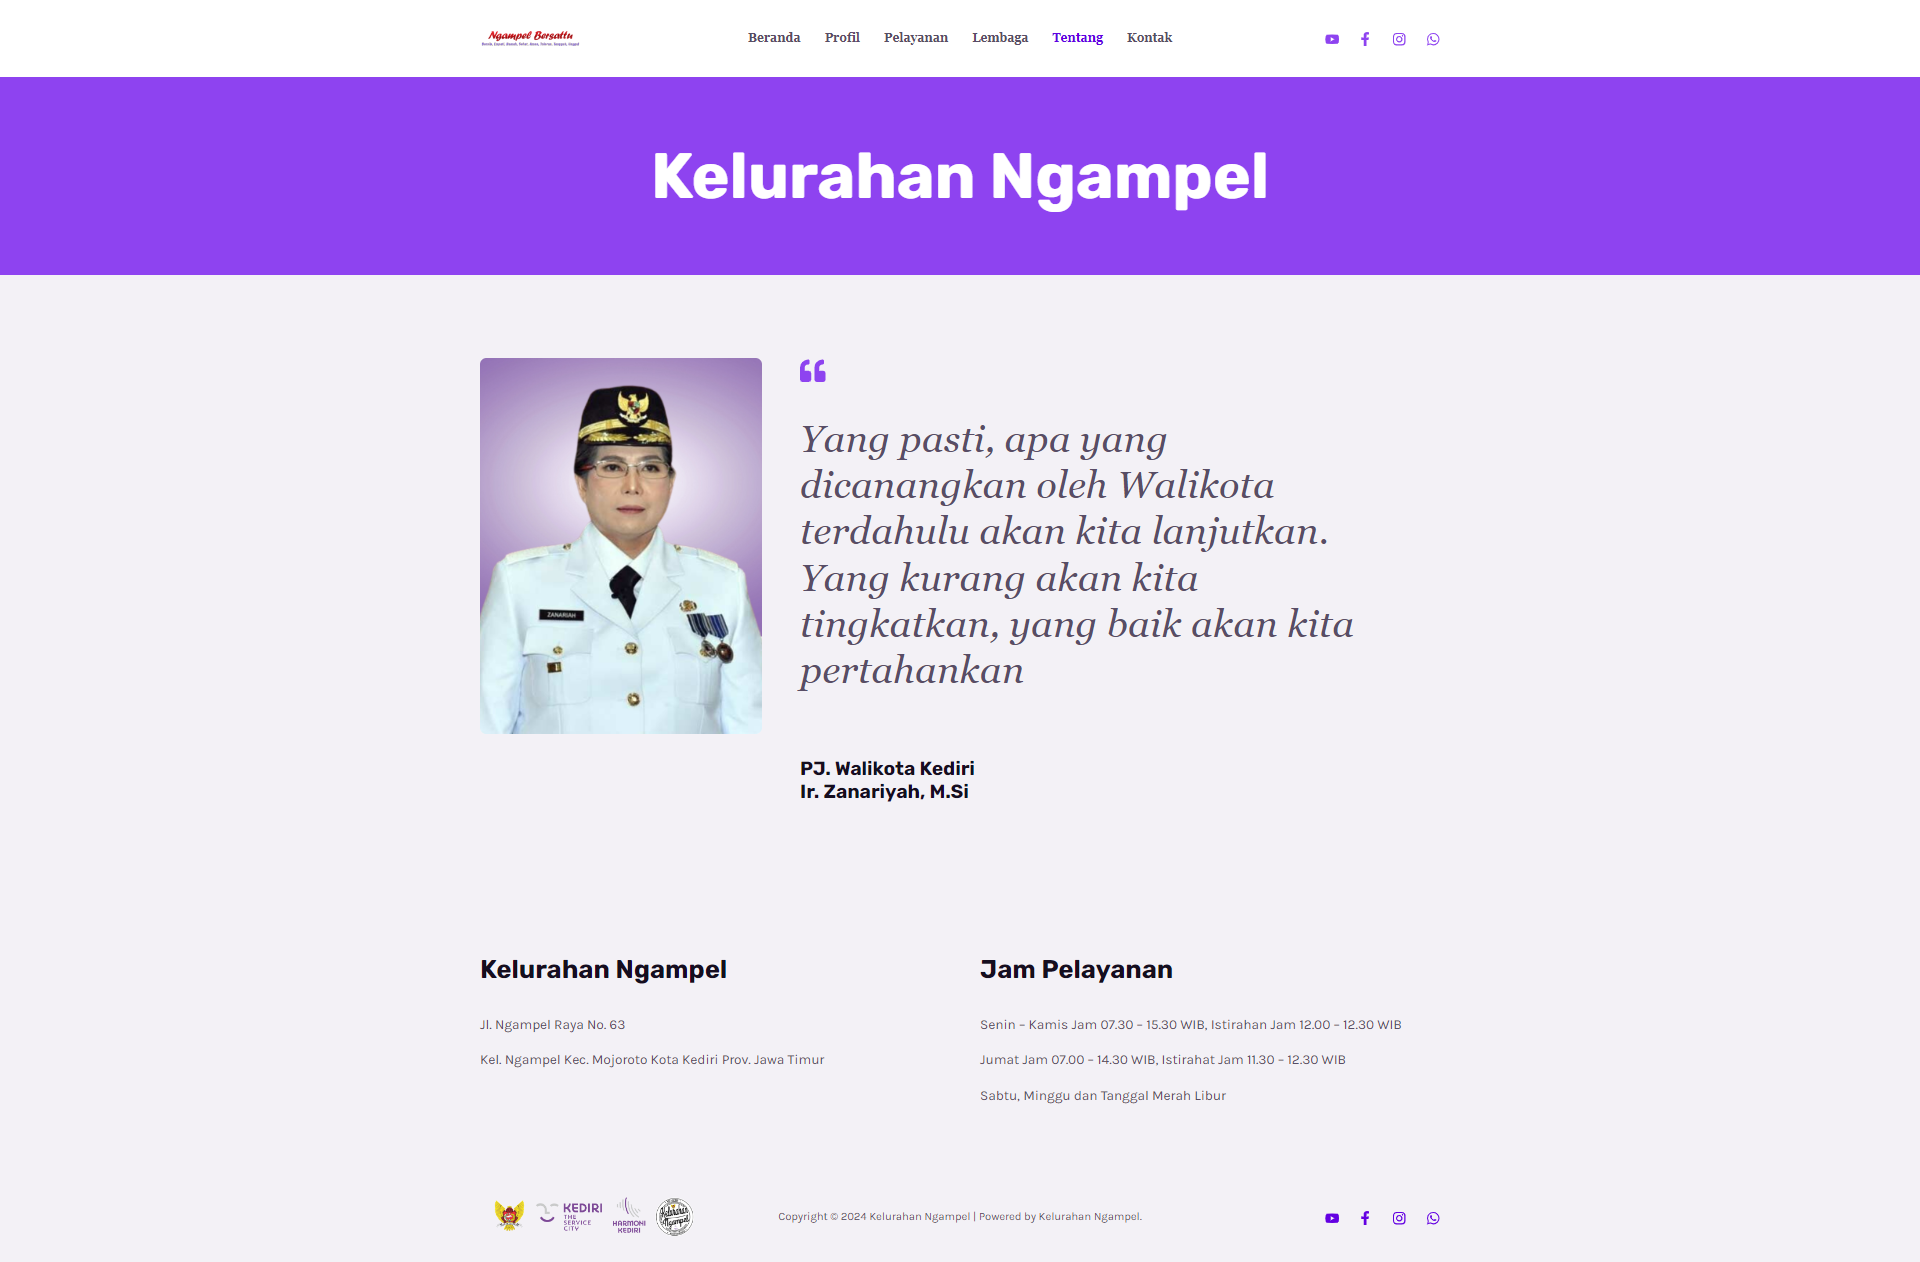 Ngampel Bersattu
Beranda Profil Pelayanan Lembaga Tentang Kontak
Kelurahan Ngampel
Yang pasti, apa yang
dicanangkan oleh Walikota
terdahulu akan kita lanjutkan.
Yang kurang akan kita
tingkatkan, yang baik akan kita
pertahankan
ZANARIAH
PJ. Walikota Kediri
Ir. Zanariyah, M.Si
Kelurahan Ngampel
Jl. Ngampel Raya No. 63
Kel. Ngampel Kec. Mojoroto Kota Kediri Prov. Jawa Timur
Jam Pelayanan
Senin – Kamis Jam 07.30 – 15.30 WIB, Istirahan Jam 12.00 – 12.30 WIB
Jumat Jam 07.00 – 14.30 WIB, Istirahat Jam 11.30 – 12.30 WIB
Sabtu, Minggu dan Tanggal Merah Libur
KEDIRI
THE
SERVICE
CITY
HARMONI
KEDIRI
Kelurahan
Ngampel
Copyright © 2024 Kelurahan Ngampel | Powered by Kelurahan Ngampel.